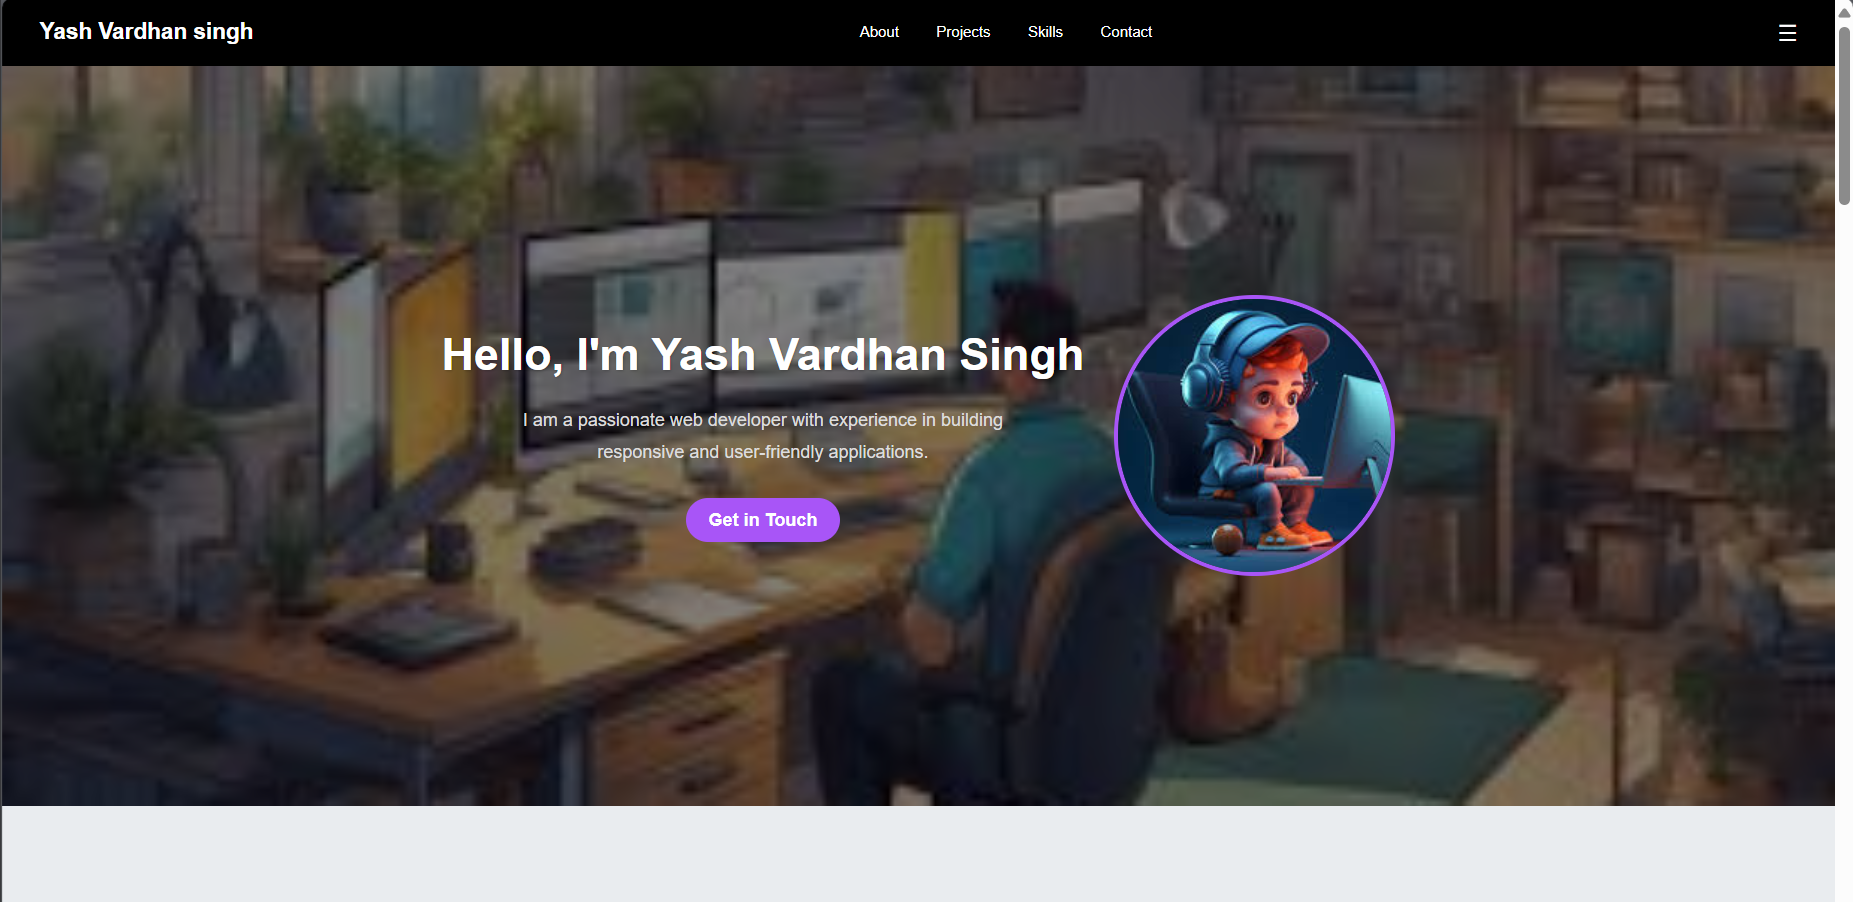 Yash Vardhan singh
About Projects Skills Contact
Hello, I'm Yash Vardhan Singh
I am a passionate web developer with experience in building
responsive and user-friendly applications.
Get in Touch